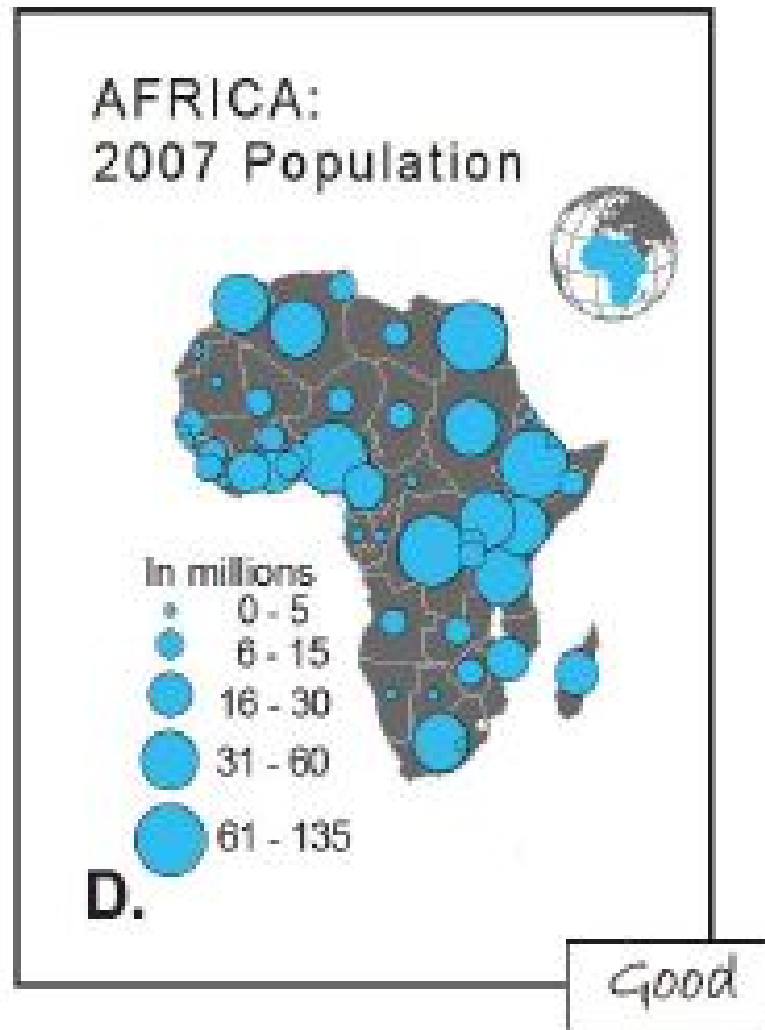 AFRICA:
2007 Population
In millions
0 - 5
6 - 15
16 - 30
31 - 60
61 - 135
D.
Good